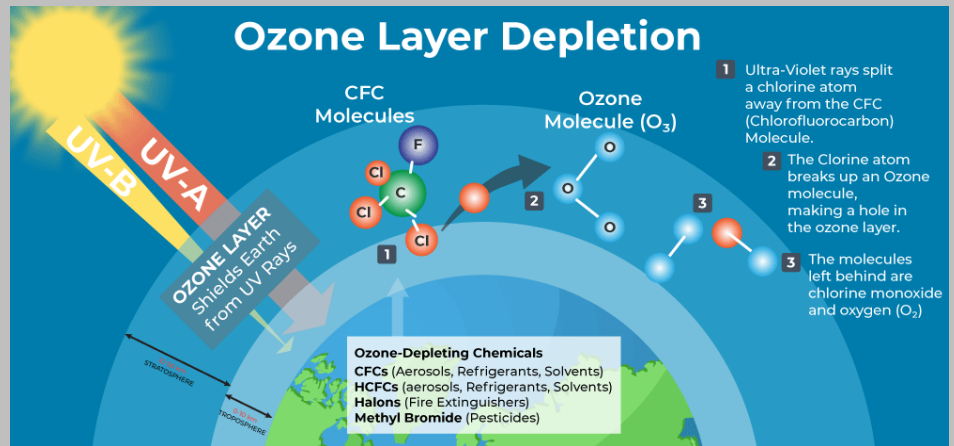 Ozone Layer Depletion
UV-B
UV-A
OZONE LAYER
Shields Earth
from UV Rays
CFC
Molecules
F
Cl
C
Cl
Cl
1
2
Ozone
Molecule (O₃)
O
O
O
3
1 Ultra-Violet rays split
a chlorine atom
away from the CFC
(Chlorofluorocarbon)
Molecule.
2 The Clorine atom
breaks up an Ozone
molecule,
making a hole in
the ozone layer.
3 The molecules
left behind are
chlorine monoxide
and oxygen (O₂)
STRATOSPHERE
TROPOSPHERE
Ozone-Depleting Chemicals
CFCs (Aerosols, Refrigerants, Solvents)
HCFCs (aerosols, Refrigerants, Solvents)
Halons (Fire Extinguishers)
Methyl Bromide (Pesticides)